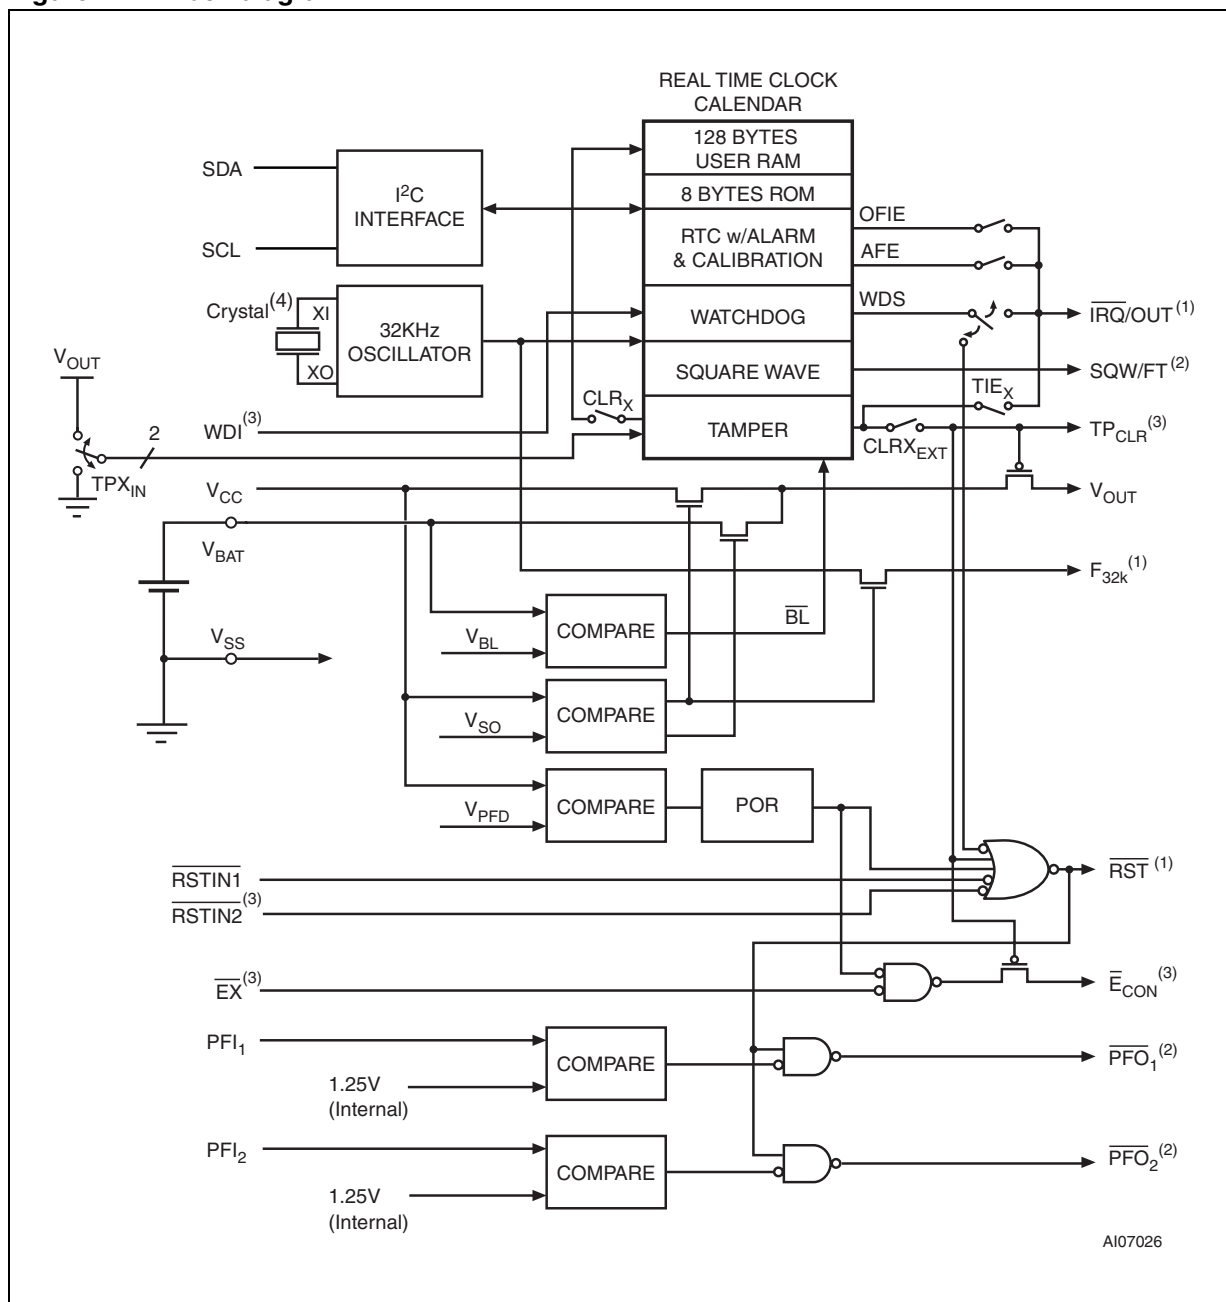 REAL TIME CLOCK
CALENDAR
128 BYTES
USER RAM
8 BYTES ROM
RTC w/ALARM
& CALIBRATION
WATCHDOG
SQUARE WAVE
TAMPER
SDA
SCL
I2C
INTERFACE
Crystal(4)
XI
XO
32KHz
OSCILLATOR
OFIE
AFE
WDS
IRQ/OUT(1)
SQW/FT(2)
TIEX
CLRX
CLRXEXT
TPCLR(3)
VOUT
2
TPXIN
WDI(3)
VCC
VOUT
VBAT
F32k(1)
VSS
VBL
COMPARE
BL
VSO
COMPARE
VPFD
COMPARE
POR
RSTIN1
RSTIN2(3)
RST(1)
EX(3)
ECON(3)
PFI1
1.25V
(Internal)
COMPARE
PFO1(2)
PFI2
1.25V
(Internal)
COMPARE
PFO2(2)
AI07026